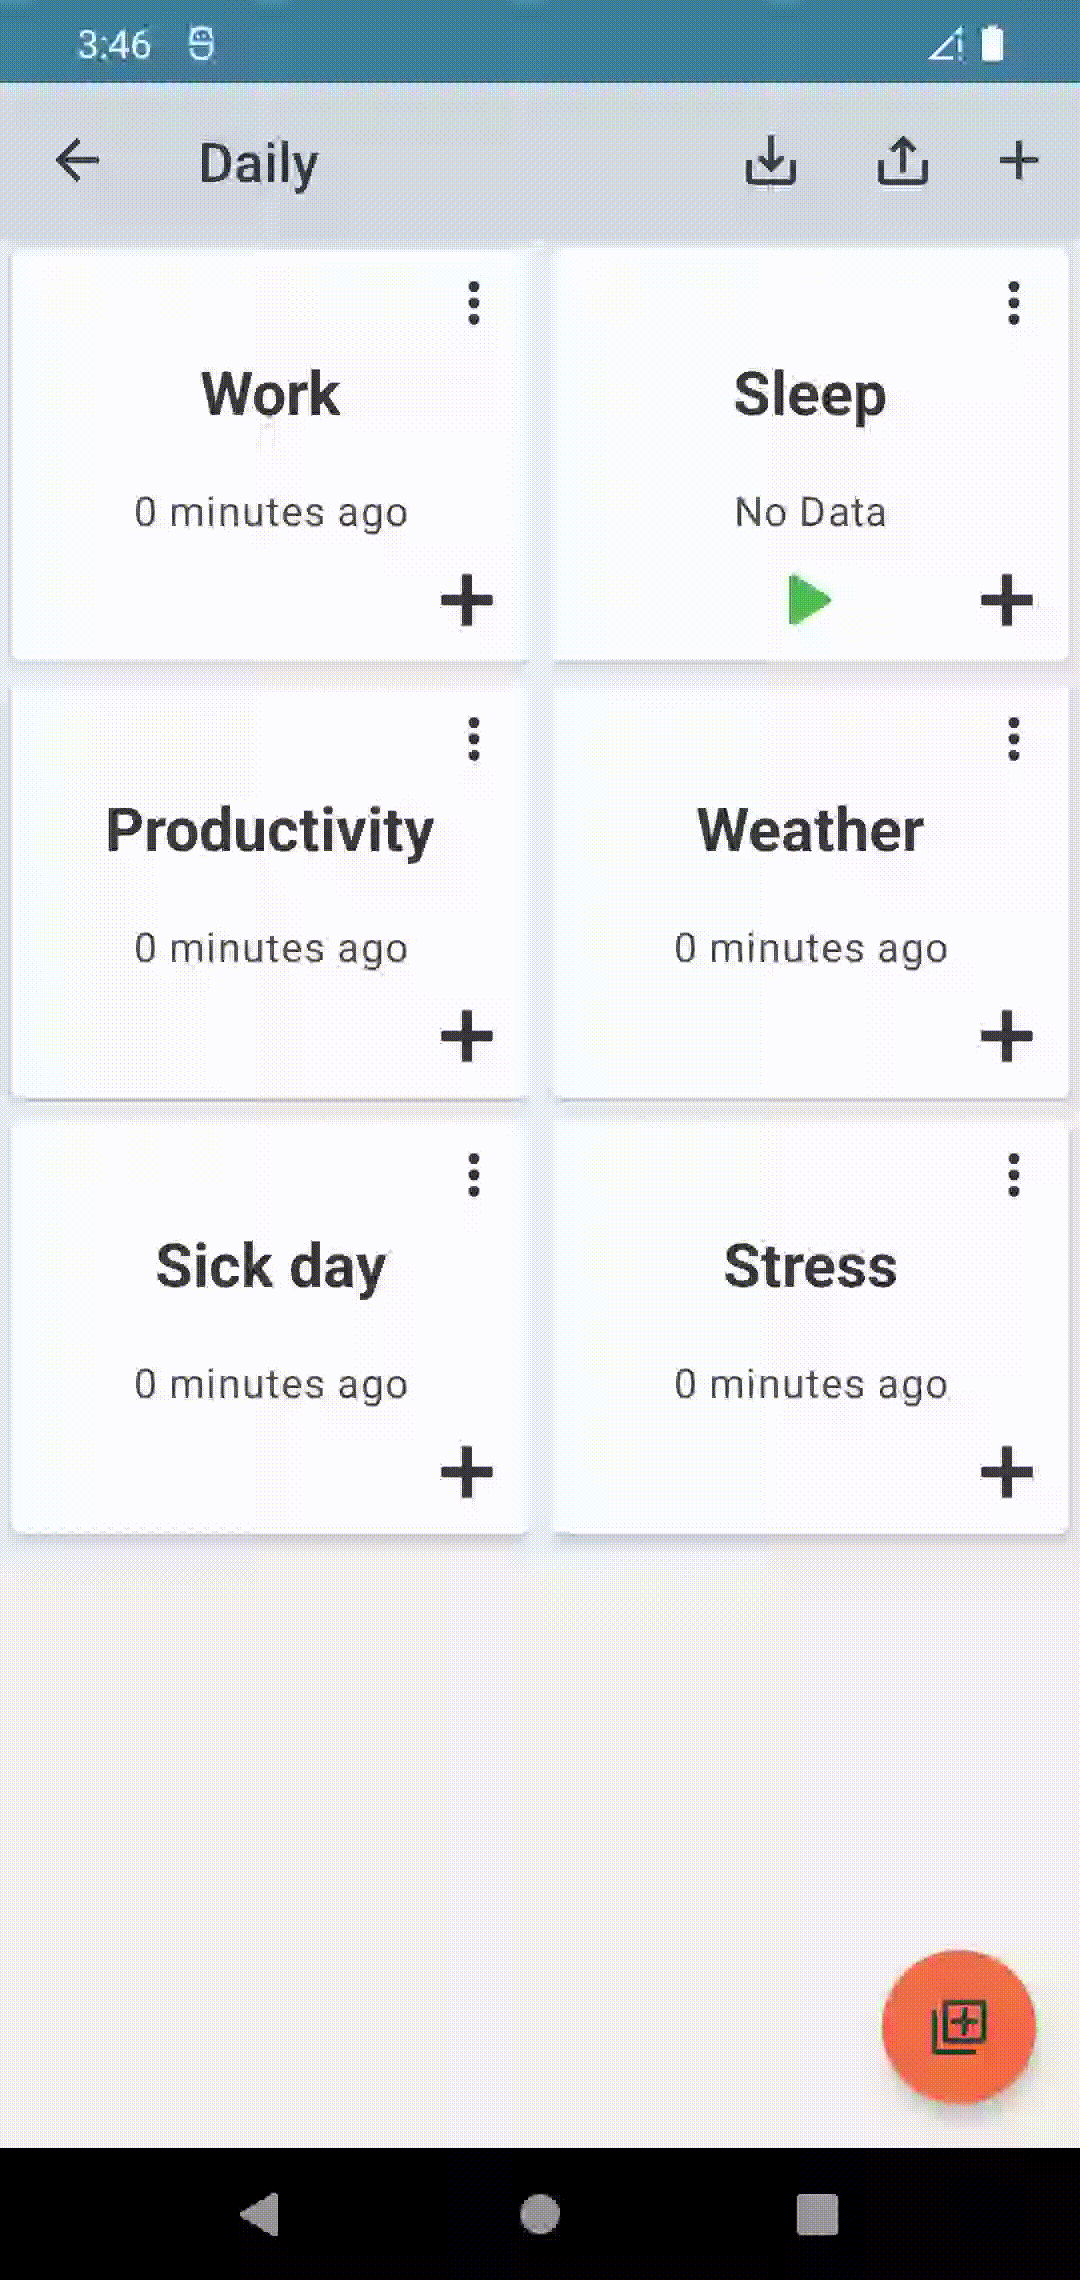 3:46
Daily
Work
0 minutes ago
Sleep
No Data
Productivity
0 minutes ago
Weather
0 minutes ago
Sick day
0 minutes ago
Stress
0 minutes ago